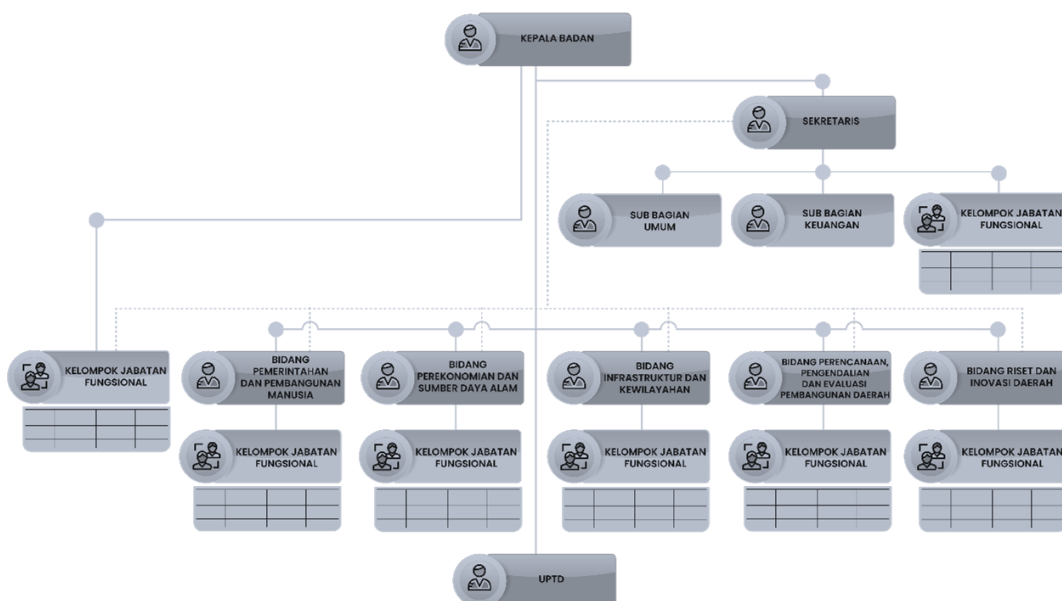 KEPALA BADAN
SEKRETARIS
SUB BAGIAN
UMUM
SUB BAGIAN
KEUANGAN
KELOMPOK JABATAN
FUNGSIONAL
KELOMPOK JABATAN
FUNGSIONAL
BIDANG
PEMERINTAHAN
DAN PEMBANGUNAN
MANUSIA
BIDANG
PEREKONOMIAN DAN
SUMBER DAYA ALAM
BIDANG
INFRASTRUKTUR DAN
KEWILAYAHAN
BIDANG PERENCANAAN,
PENGENDALIAN
DAN EVALUASI
PEMBANGUNAN DAERAH
BIDANG RISET DAN
INOVASI DAERAH
KELOMPOK JABATAN
FUNGSIONAL
KELOMPOK JABATAN
FUNGSIONAL
KELOMPOK JABATAN
FUNGSIONAL
KELOMPOK JABATAN
FUNGSIONAL
KELOMPOK JABATAN
FUNGSIONAL
UPTD